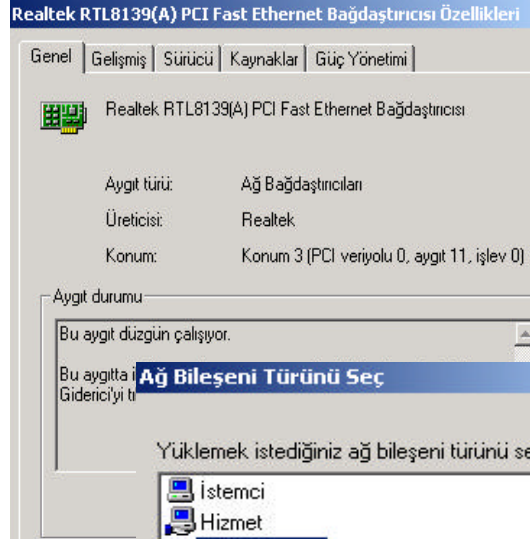 Realtek RTL8139(A) PCI Fast Ethernet Bağdaştırıcısı Özellikleri
Genel Gelişmiş Sürücü Kaynaklar Güç Yönetimi
Realtek RTL8139(A) PCI Fast Ethernet Bağdaştırıcısı
Aygıt türü: Ağ Bağdaştırıcıları
Üreticisi: Realtek
Konum: Konum 3 (PCI veriyolu 0, aygıt 11, işlev 0)
Aygıt durumu
Bu aygıt düzgün çalışıyor.
Bu aygıtta
Giderici'yi
Ağ Bileşeni Türünü Seç
Yüklemek istediğiniz ağ bileşeni türünü
İstemci
Hizmet